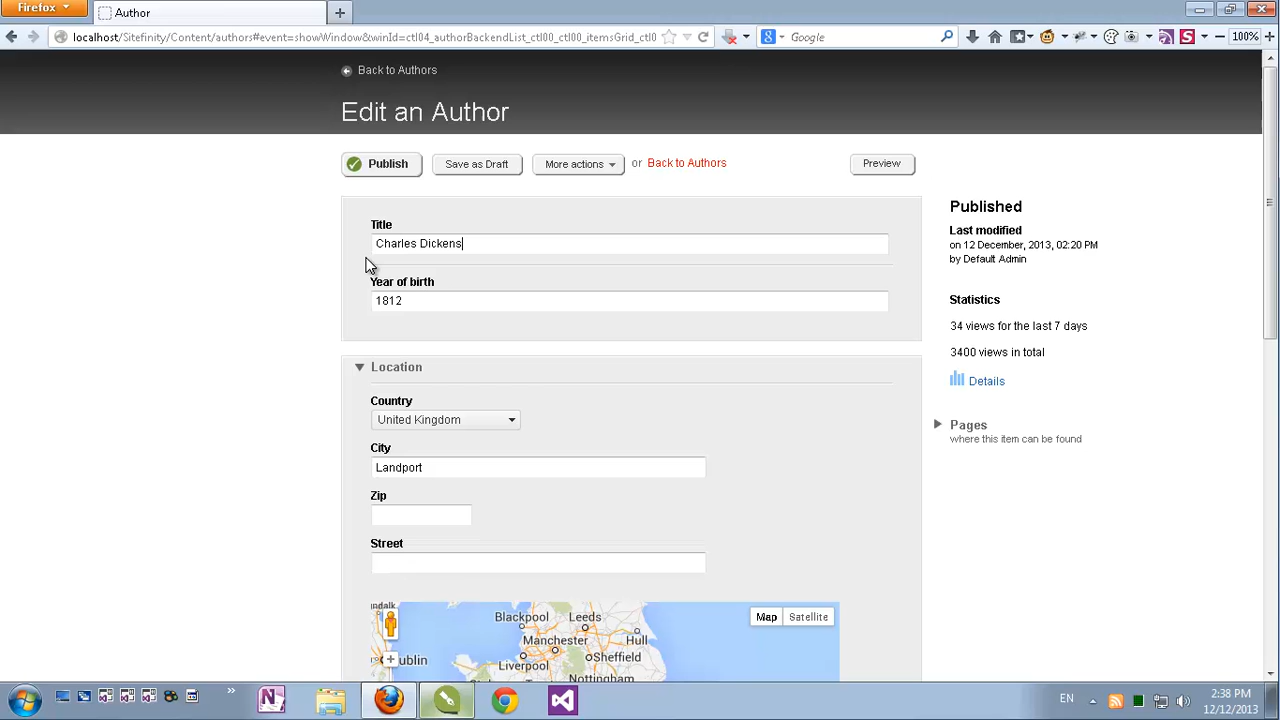 Firefox
Author
localhost/Sitefinity/Content/authors#event=showWindow&winId=ctl04_authorBackendList_ctl00_ctl00_itemsGrid_ctl0
Google
100%
Back to Authors
Edit an Author
Publish
Save as Draft
More actions
or
Back to Authors
Preview
Title
Charles Dickens
Year of birth
1812
Location
Country
United Kingdom
City
Landport
Zip
Street
Published
Last modified
on 12 December, 2013, 02:20 PM
by Default Admin
Statistics
34 views for the last 7 days
3400 views in total
Details
Pages
where this item can be found
ndalk
Blackpool
Leeds
Manchester
Hull
Dublin
Liverpool
Sheffield
Nottingham
Map
Satellite
EN
2:38 PM
12/12/2013